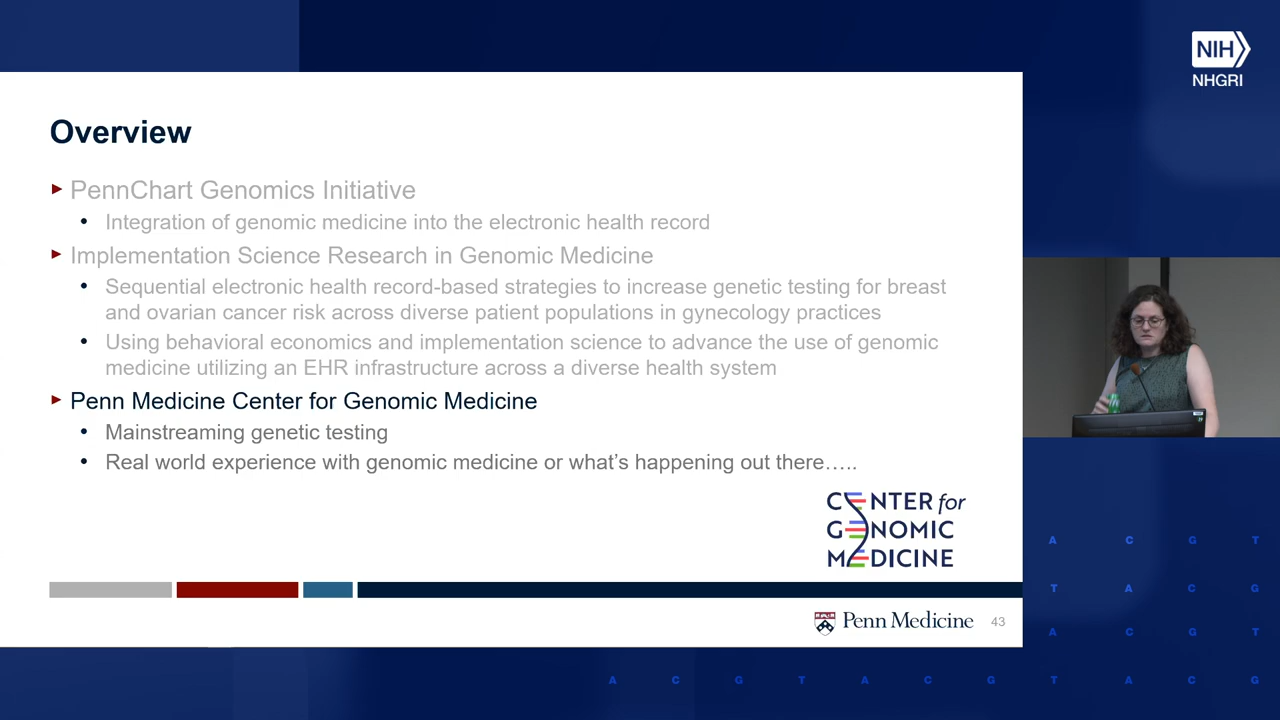 NIH
NHGRI
Overview
PennChart Genomics Initiative
Integration of genomic medicine into the electronic health record
Implementation Science Research in Genomic Medicine
Sequential electronic health record-based strategies to increase genetic testing for breast
and ovarian cancer risk across diverse patient populations in gynecology practices
Using behavioral economics and implementation science to advance the use of genomic
medicine utilizing an EHR infrastructure across a diverse health system
Penn Medicine Center for Genomic Medicine
Mainstreaming genetic testing
Real world experience with genomic medicine or what’s happening out there…..
CENTER for
GENOMIC
MEDICINE
Penn Medicine 43
A C G T
T A C G
A C G T
A C G T A C G T A C G